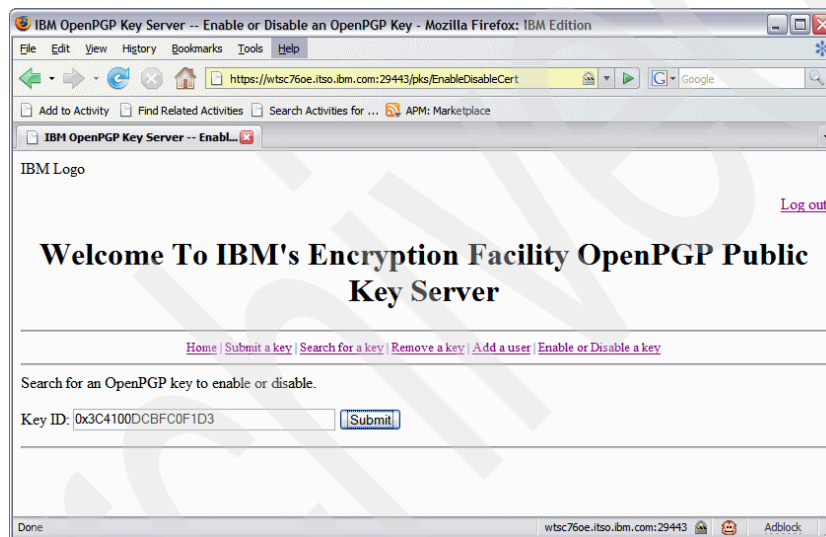 IBM OpenPGP Key Server -- Enable or Disable an OpenPGP Key - Mozilla Firefox: IBM Edition
File Edit View History Bookmarks Tools Help
https://wtsc76oe.itso.ibm.com:29443/pks/EnableDisableCert
G Google
Add to Activity Find Related Activities Search Activities for ... APM: Marketplace
IBM OpenPGP Key Server -- Enabl...
IBM Logo
Log out
Welcome To IBM's Encryption Facility OpenPGP Public
Key Server
Home | Submit a key | Search for a key | Remove a key | Add a user | Enable or Disable a key
Search for an OpenPGP key to enable or disable.
Key ID: 0x3C4100DCBFC0F1D3 Submit
Done wtsc76oe.itso.ibm.com:29443 Adblock